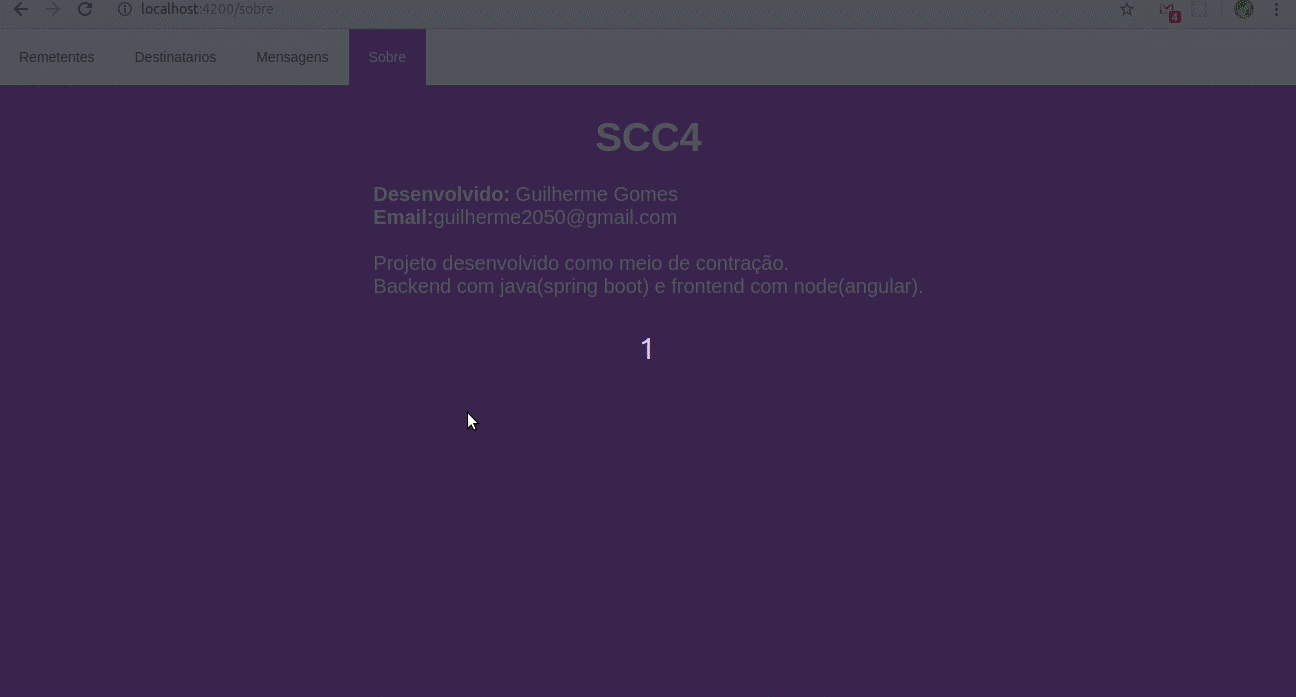 localhost:4200/sobre
4
Remetentes Destinatarios Mensagens Sobre
SCC4
Desenvolvido: Guilherme Gomes
Email:guilherme2050@gmail.com
Projeto desenvolvido como meio de contração.
Backend com java(spring boot) e frontend com node(angular).
1